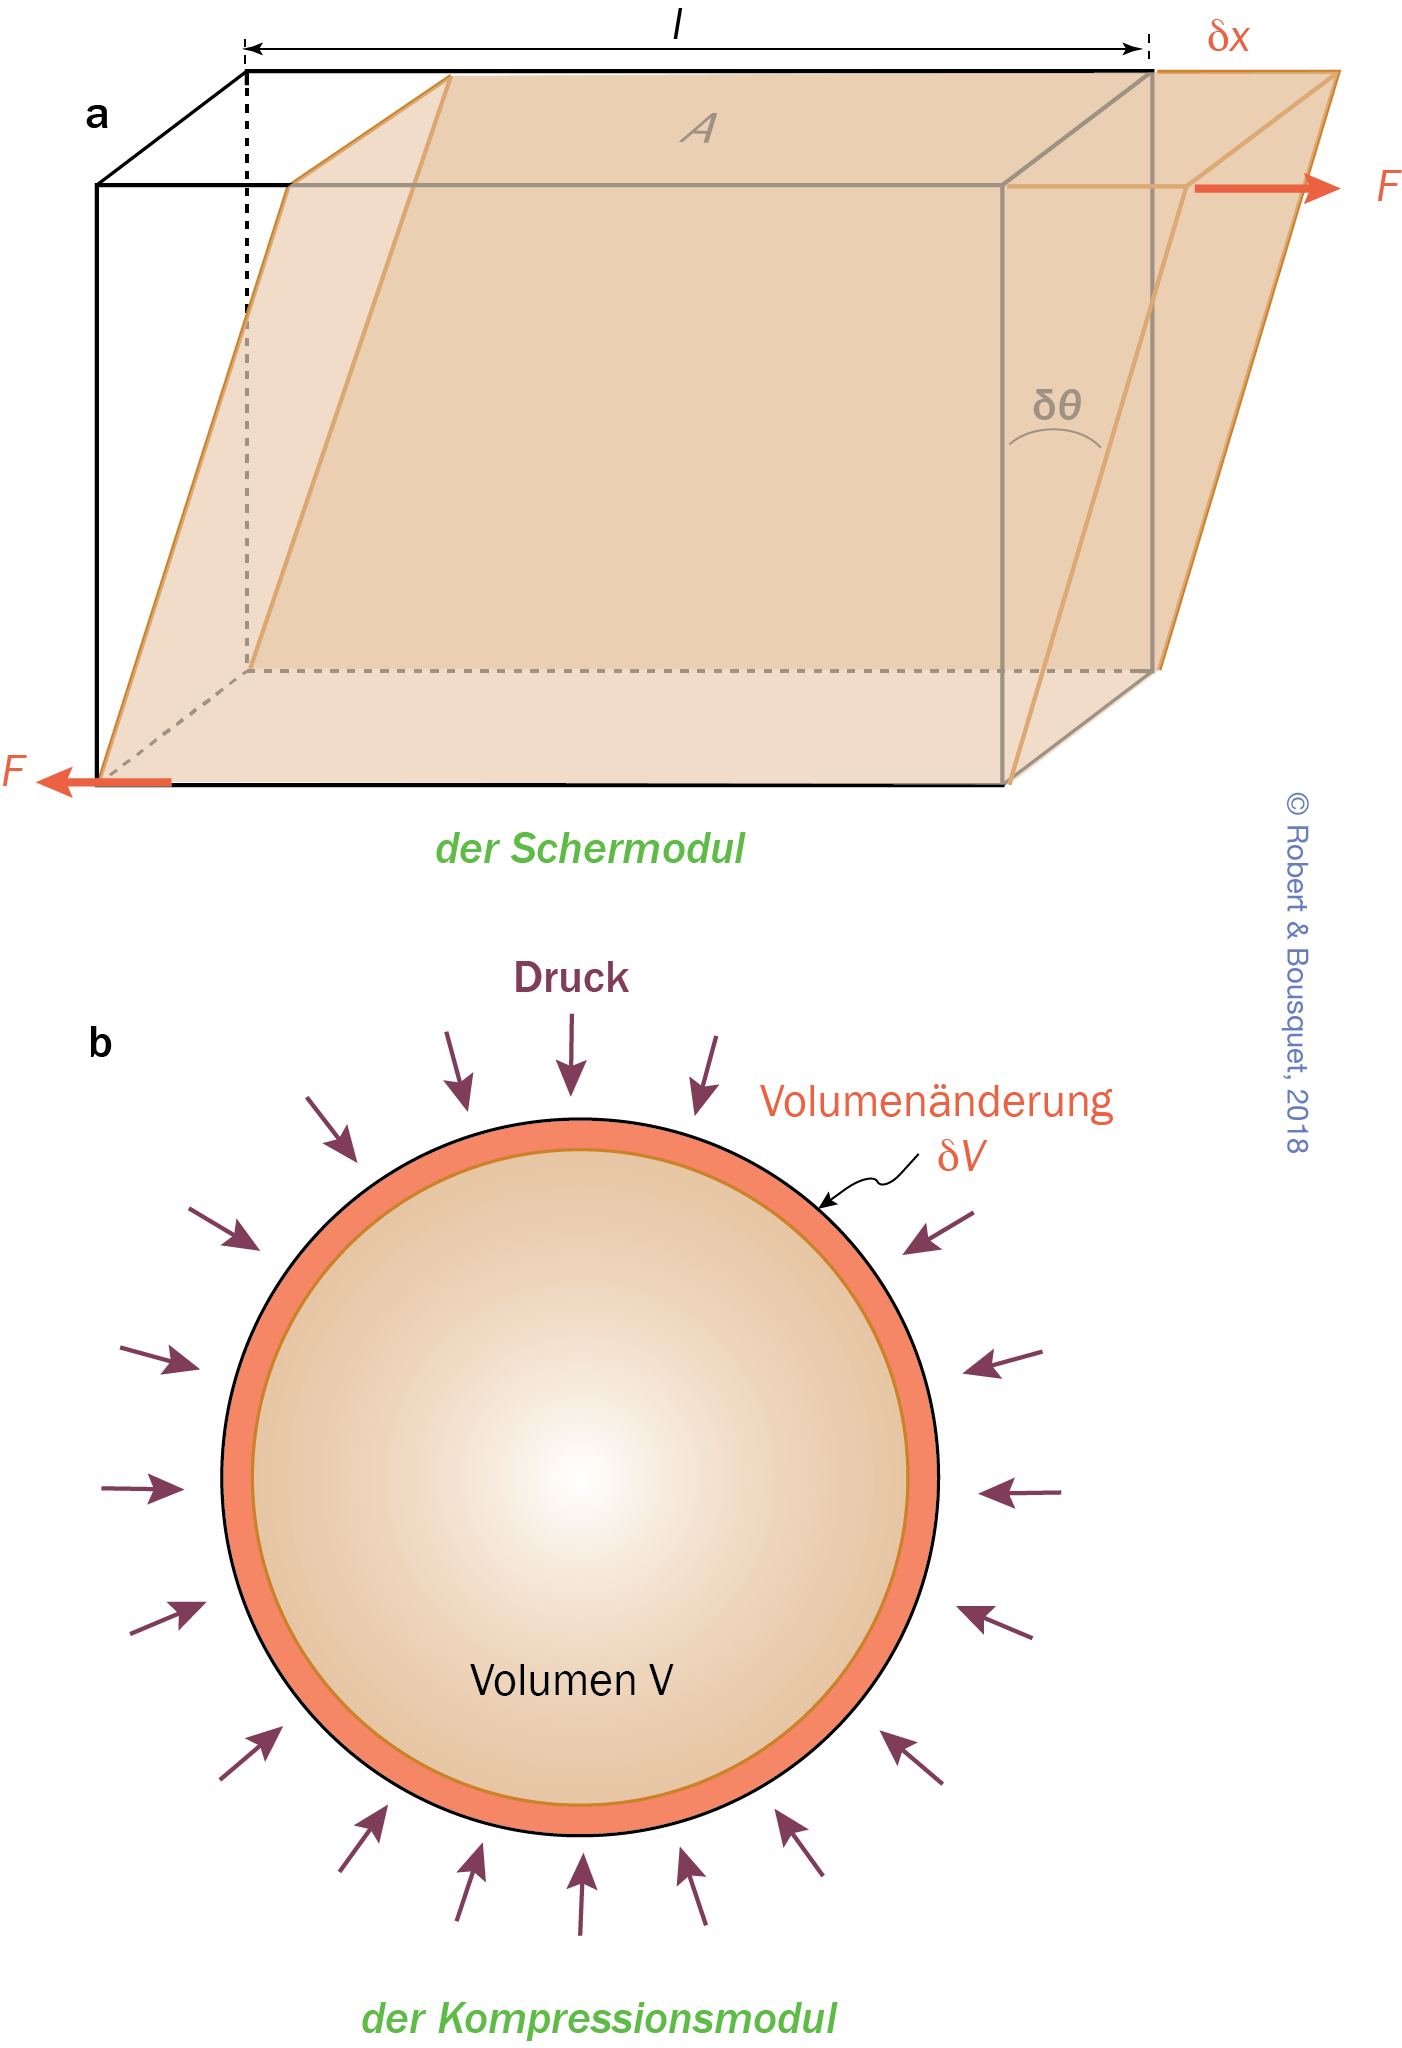 l
δx
a
A
F
δθ
F
der Schermodul
© Robert & Bousquet, 2018
Druck
b
Volumenänderung
δV
Volumen V
der Kompressionsmodul